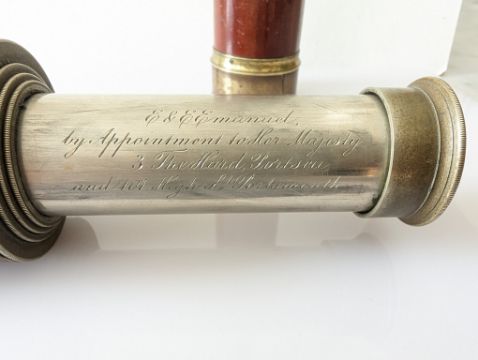 E & E Emanuel,
by Appointment to Her Majesty
3 The Hard, Portsea
and High St. Portsmouth